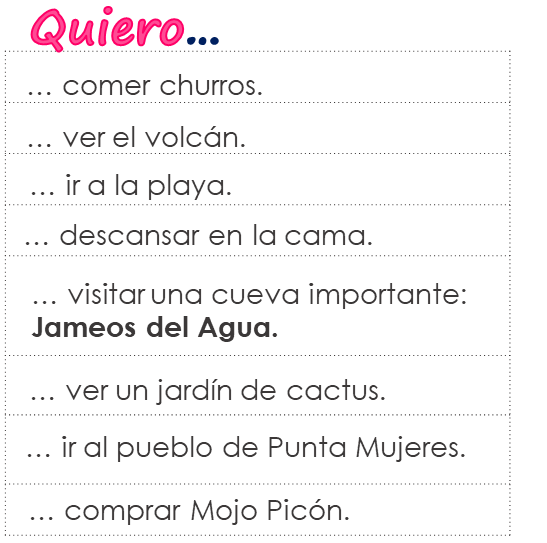 Quiero...
... comer churros.
... ver el volcán.
... ir a la playa.
... descansar en la cama.
... visitar una cueva importante:
Jameos del Agua.
... ver un jardín de cactus.
... ir al pueblo de Punta Mujeres.
... comprar Mojo Picón.